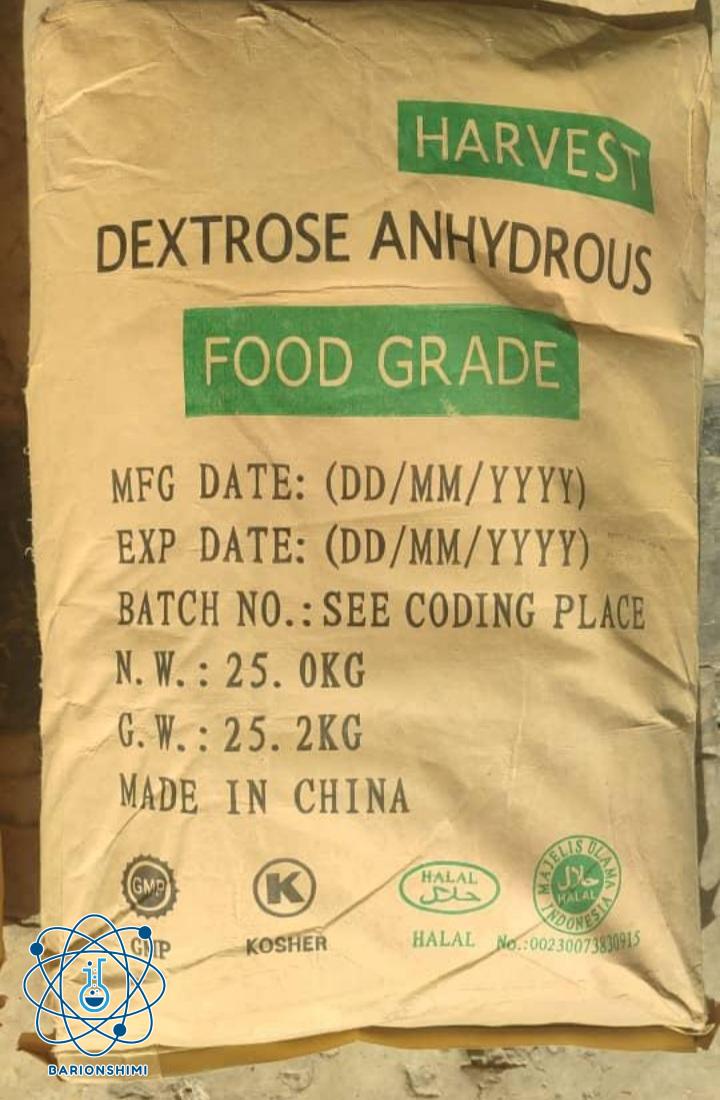 HARVEST
DEXTROSE ANHYDROUS
FOOD GRADE
MFG DATE: (DD/MM/YYYY)
EXP DATE: (DD/MM/YYYY)
BATCH NO.: SEE CODING PLACE
N.W.: 25.0KG
G.W.: 25.2KG
MADE IN CHINA
GMP
K
HALAL
حلال
MAJELIS ULAMA
حلال
HALAL
INDONESIA
GMP
KOSHER
HALAL
No.:00230073830915
BARIONSHIMI